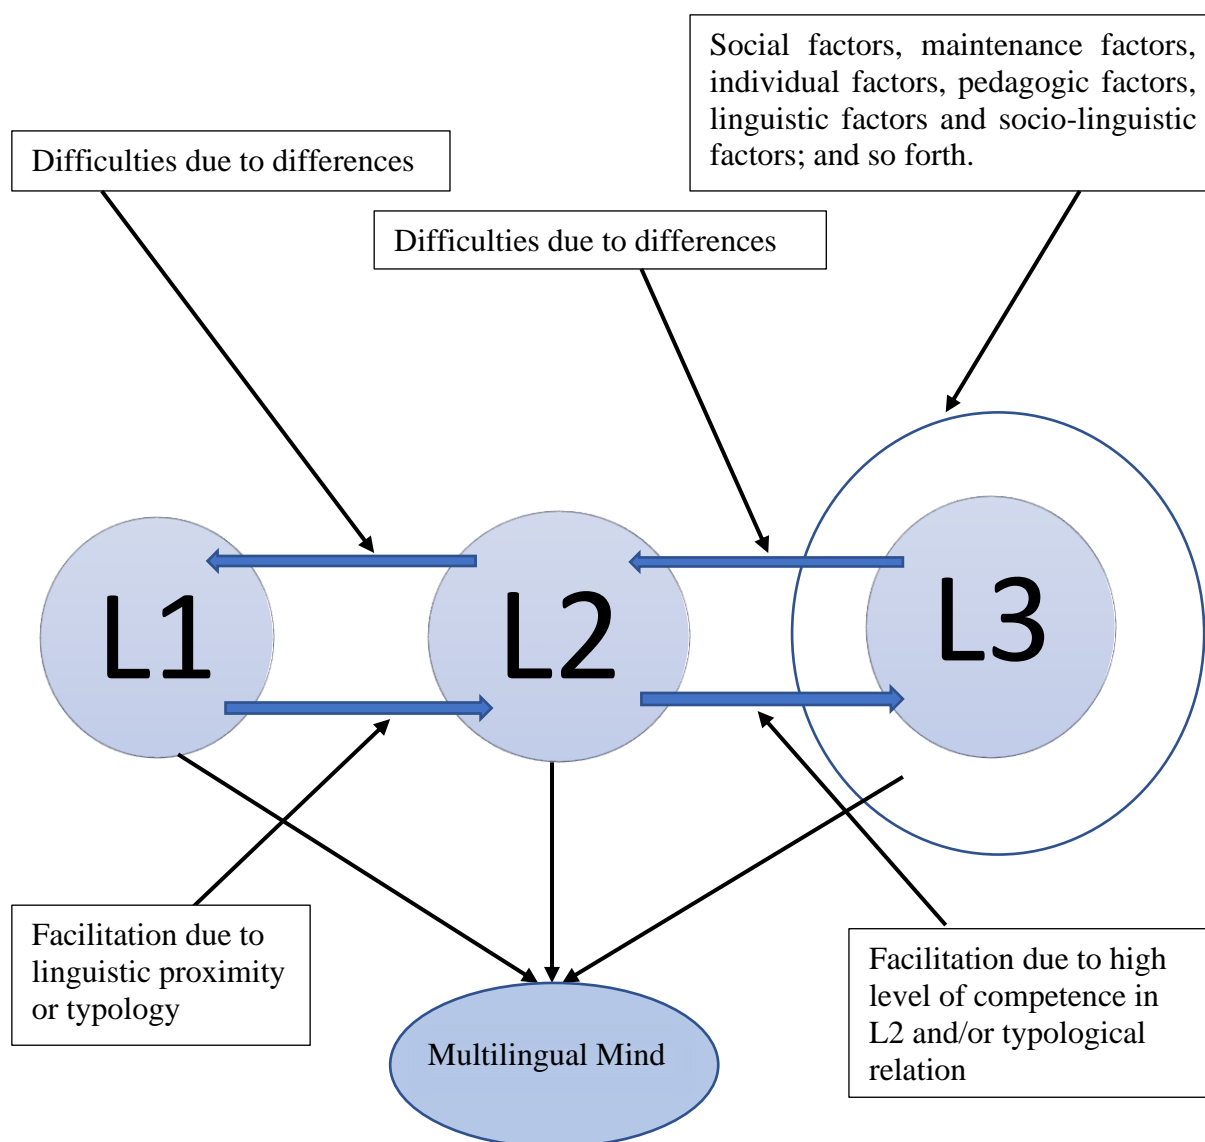 Social factors, maintenance factors,
individual factors, pedagogic factors,
linguistic factors and socio-linguistic
factors; and so forth.
Difficulties due to differences
Difficulties due to differences
L1
L2
L3
Facilitation due to
linguistic proximity
or typology
Facilitation due to high
level of competence in
L2 and/or typological
relation
Multilingual Mind